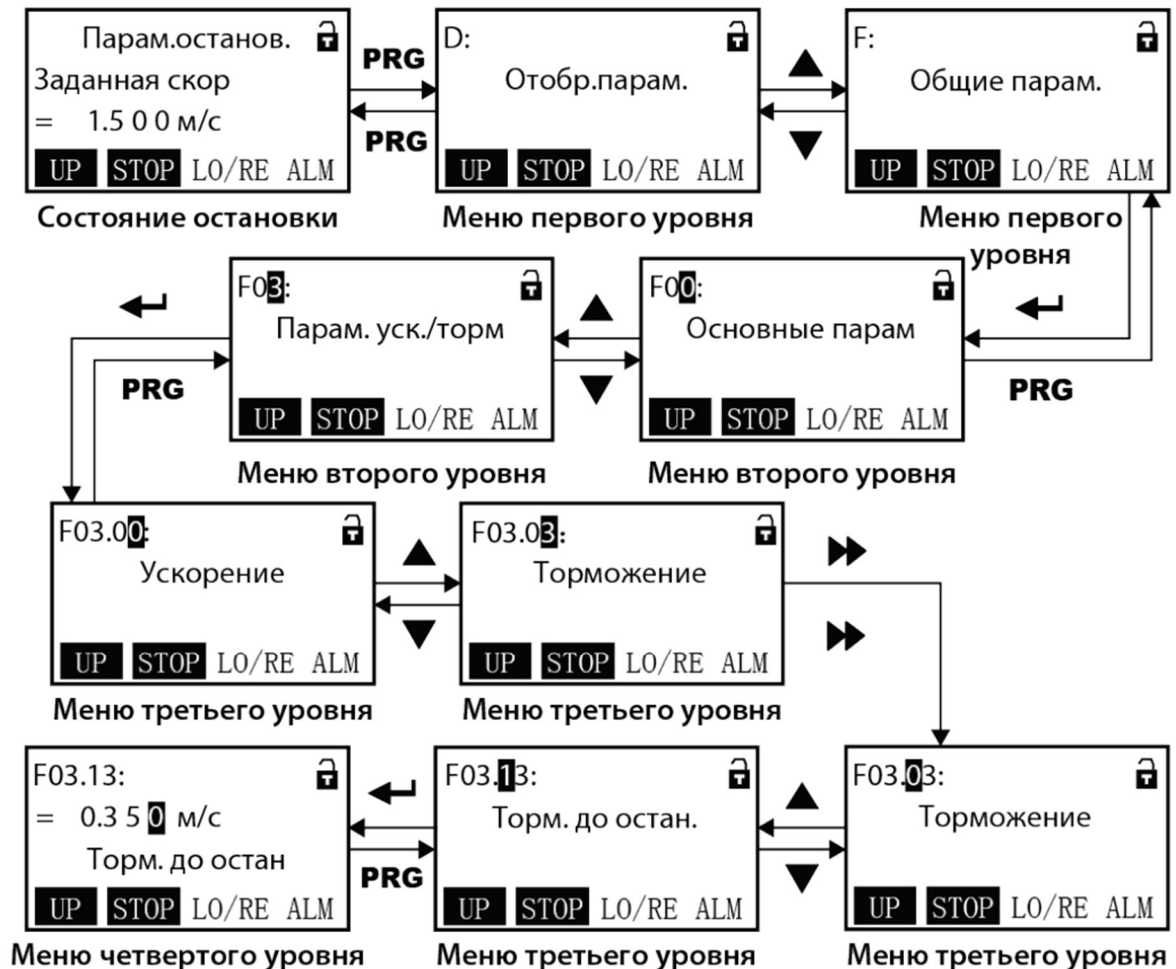 Парам.останов.
Заданная скор
= 1.5 0 0 м/с
UP STOP LO/RE ALM
Состояние остановки
PRG
PRG
D:
Отобр.парам.
UP STOP LO/RE ALM
Меню первого уровня
F:
Общие парам.
UP STOP LO/RE ALM
Меню первого
уровня
F03:
Парам. уск./торм
UP STOP LO/RE ALM
Меню второго уровня
PRG
F00:
Основные парам
UP STOP LO/RE ALM
Меню второго уровня
PRG
F03.00:
Ускорение
UP STOP LO/RE ALM
Меню третьего уровня
F03.03:
Торможение
UP STOP LO/RE ALM
Меню третьего уровня
F03.13:
= 0.3 5 0 м/с
Торм. до остан
UP STOP LO/RE ALM
Меню четвертого уровня
PRG
F03.13:
Торм. до остан.
UP STOP LO/RE ALM
Меню третьего уровня
F03.03:
Торможение
UP STOP LO/RE ALM
Меню третьего уровня